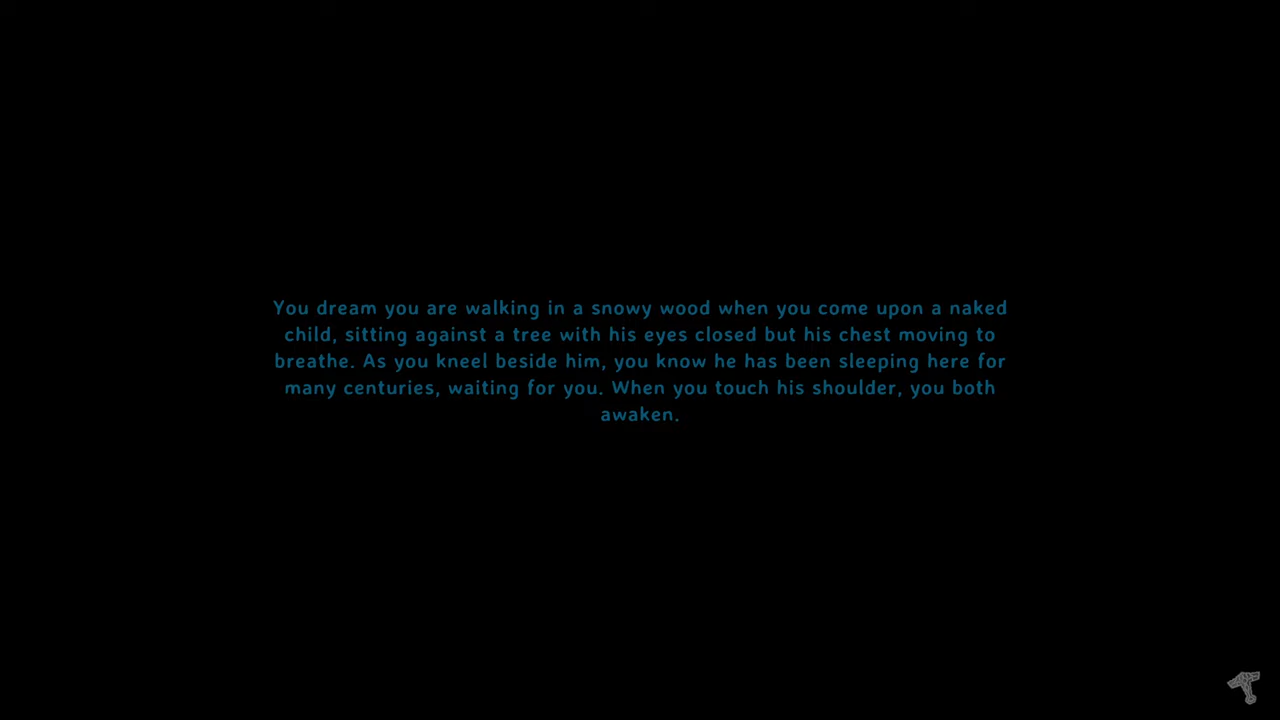 You dream you are walking in a snowy wood when you come upon a naked
child, sitting against a tree with his eyes closed but his chest moving to
breathe. As you kneel beside him, you know he has been sleeping here for
many centuries, waiting for you. When you touch his shoulder, you both
awaken.